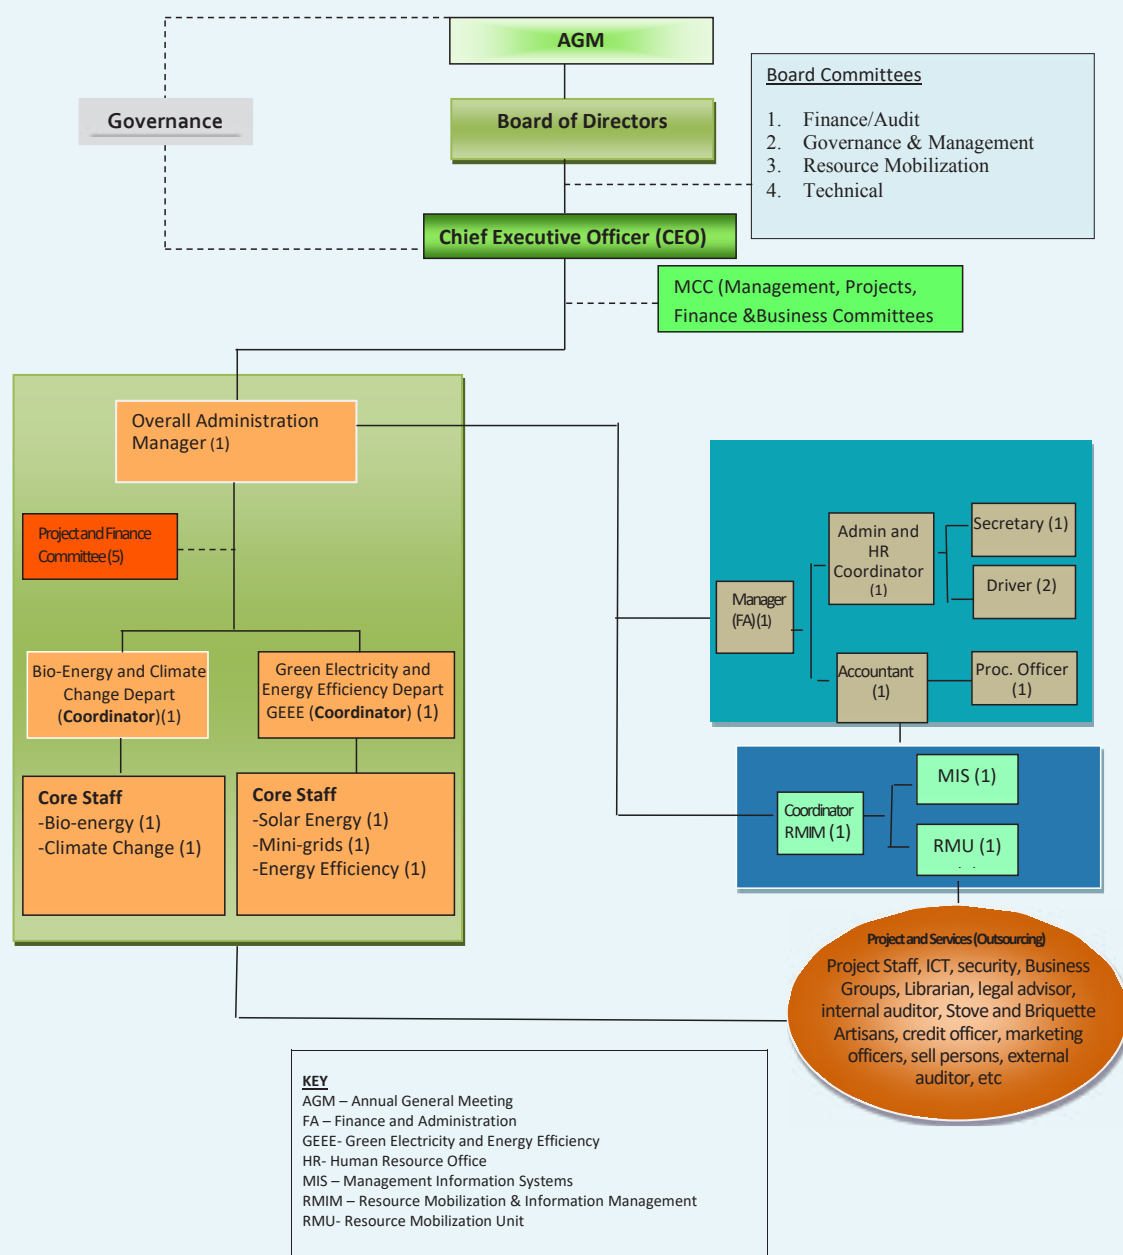 AGM
Governance
Board of Directors
Board Committees
1. Finance/Audit
2. Governance & Management
3. Resource Mobilization
4. Technical
Chief Executive Officer (CEO)
MCC (Management, Projects,
Finance &Business Committees
Overall Administration
Manager (1)
Project and Finance
Committee (5)
Bio-Energy and Climate
Change Depart
(Coordinator)(1)
Green Electricity and
Energy Efficiency Depart
GEEE (Coordinator) (1)
Core Staff
-Bio-energy (1)
-Climate Change (1)
Core Staff
-Solar Energy (1)
-Mini-grids (1)
-Energy Efficiency (1)
Manager
(FA)(1)
Admin and
HR
Coordinator
(1)
Secretary (1)
Driver (2)
Accountant
(1)
Proc. Officer
(1)
Coordinator
RMIM (1)
MIS (1)
RMU (1)
Project and Services (Outsourcing)
Project Staff, ICT, security, Business
Groups, Librarian, legal advisor,
internal auditor, Stove and Briquette
Artisans, credit officer, marketing
officers, sell persons, external
auditor, etc
KEY
AGM – Annual General Meeting
FA – Finance and Administration
GEEE- Green Electricity and Energy Efficiency
HR- Human Resource Office
MIS – Management Information Systems
RMIM – Resource Mobilization & Information Management
RMU- Resource Mobilization Unit